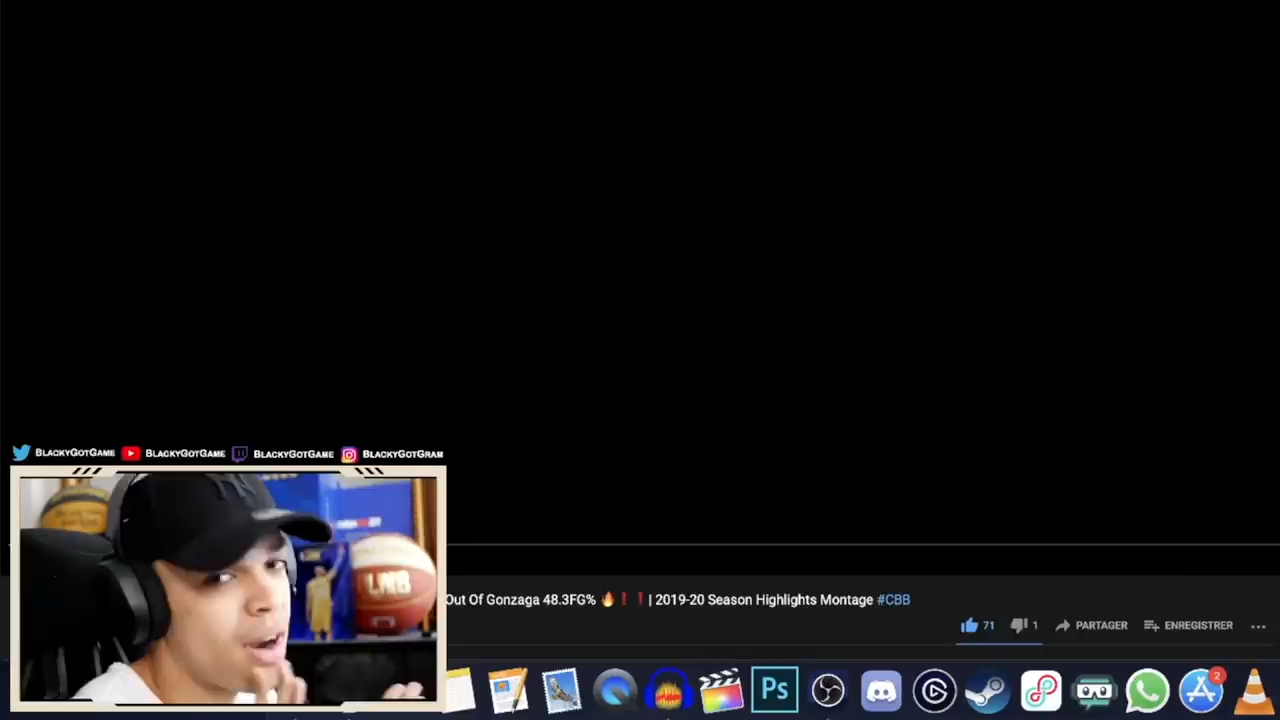 BLACKYGOTGAME BLACKYGOTGAME BLACKYGOTGAME BLACKYGOTGRAM
LNB
Out Of Gonzaga 48.3FG% 🔥❗❗| 2019-20 Season Highlights Montage #CBB
71 1 PARTAGER ENREGISTRER ...
Ps
2